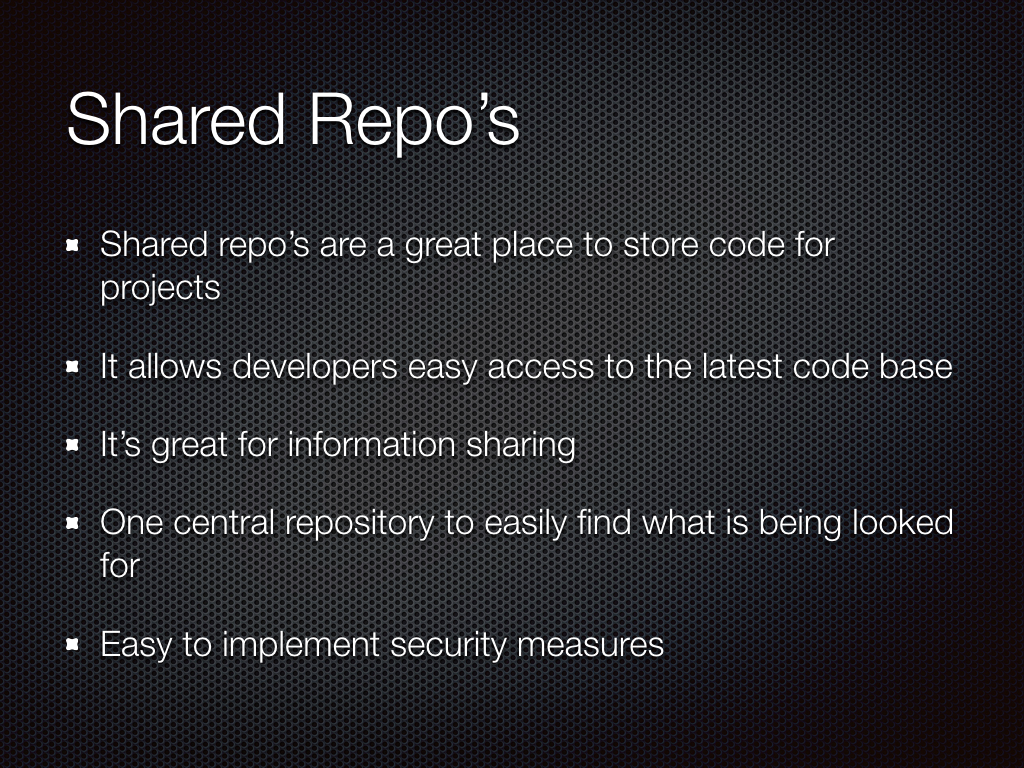 Shared Repo’s
Shared repo’s are a great place to store code for
projects
It allows developers easy access to the latest code base
It’s great for information sharing
One central repository to easily find what is being looked
for
Easy to implement security measures